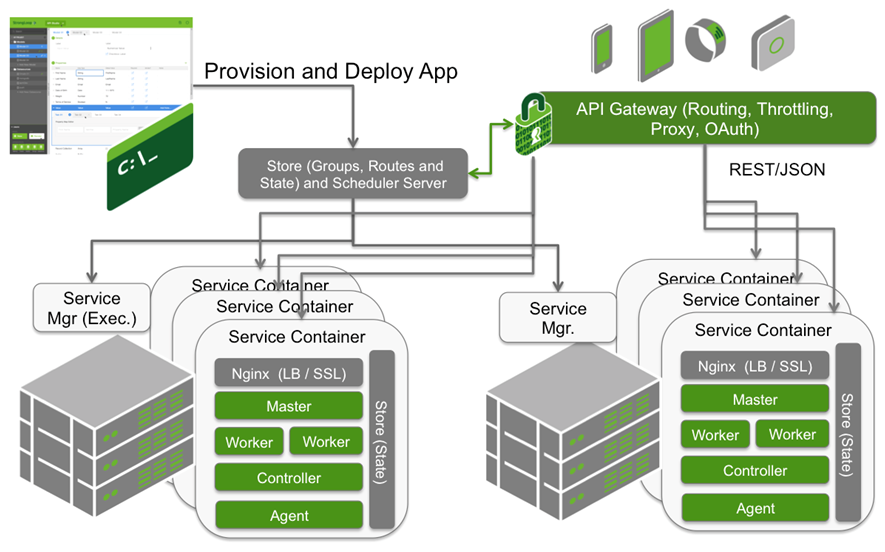 Provision and Deploy App
C:\_
API Gateway (Routing, Throttling,
Proxy, OAuth)
Store (Groups, Routes and
State) and Scheduler Server
REST/JSON
Service
Mgr (Exec.)
Service Container
Service Container
Service Container
Nginx (LB / SSL)
Master
Worker
Worker
Controller
Agent
Store (State)
Service
Mgr.
Service Container
Service Container
Service Container
Nginx (LB / SSL)
Master
Worker
Worker
Controller
Agent
Store (State)